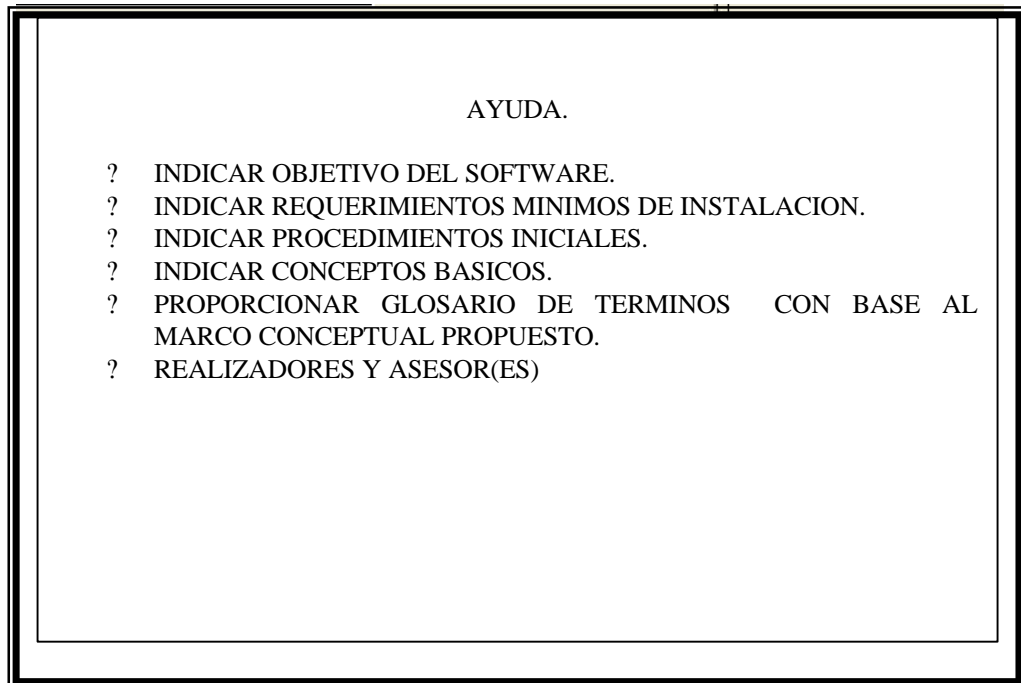 AYUDA.
? INDICAR OBJETIVO DEL SOFTWARE.
? INDICAR REQUERIMIENTOS MINIMOS DE INSTALACION.
? INDICAR PROCEDIMIENTOS INICIALES.
? INDICAR CONCEPTOS BASICOS.
? PROPORCIONAR GLOSARIO DE TERMINOS CON BASE AL
MARCO CONCEPTUAL PROPUESTO.
? REALIZADORES Y ASESOR(ES)